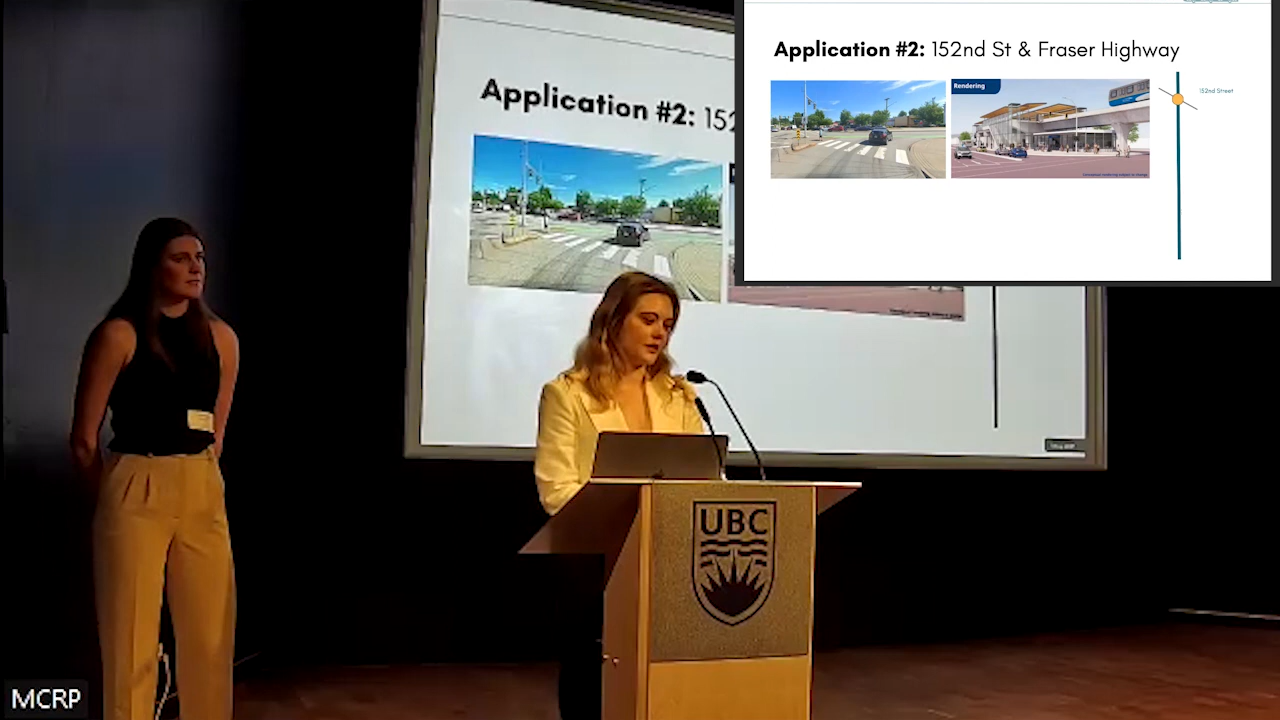 Application #2: 152nd St & Fraser Highway
Rendering
152nd Street
Application #2: 152
UBC
MCRP